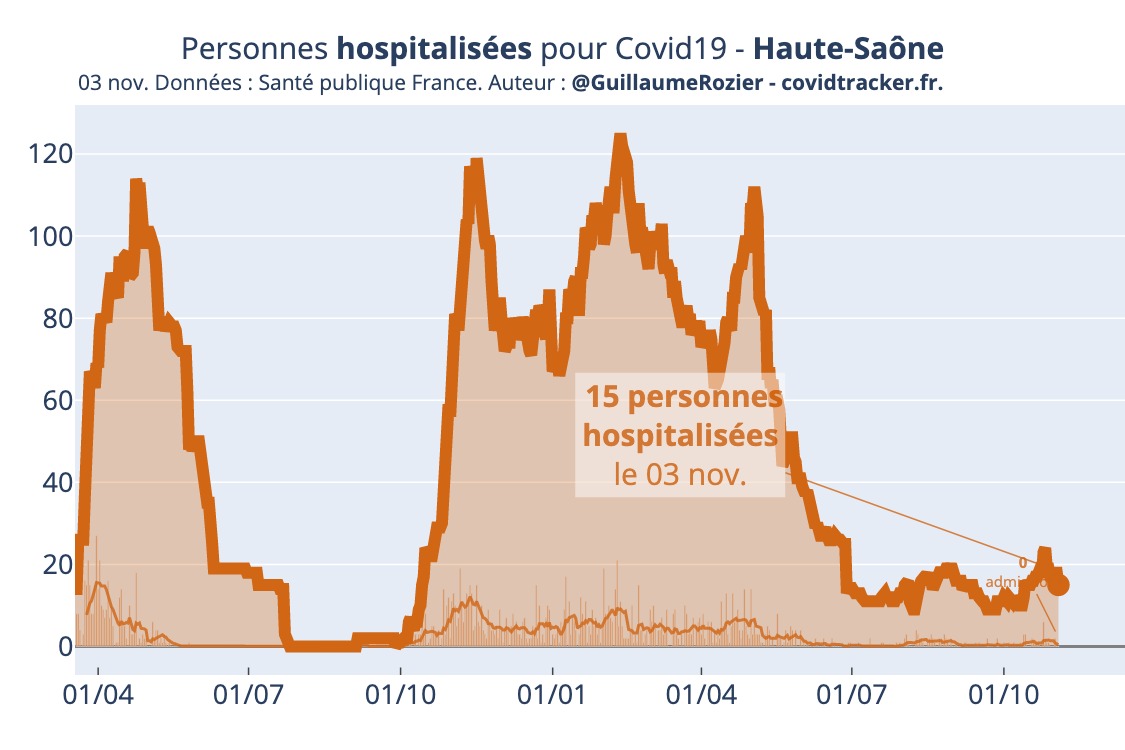 Personnes hospitalisées pour Covid19 - Haute-Saône
03 nov. Données : Santé publique France. Auteur : @GuillaumeRozier - covidtracker.fr.
120
100
80
60
40
20
0
15 personnes
hospitalisées
le 03 nov.
0
01/04 01/07 01/10 01/01 01/04 01/07 01/10